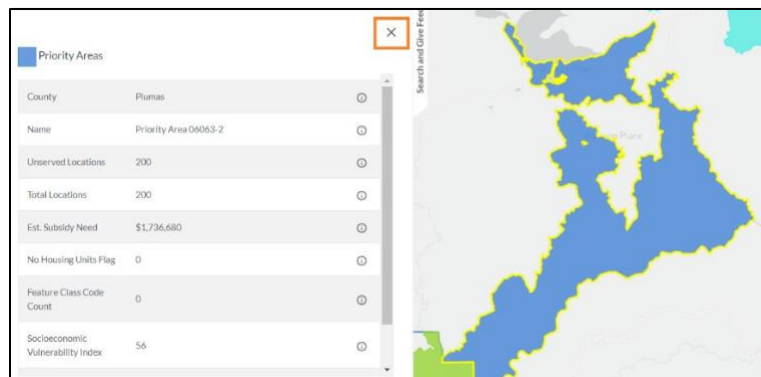 Priority Areas
County Plumas
Name Priority Area 06063-2
Unserved Locations 200
Total Locations 200
Est. Subsidy Need $1,736,680
No Housing Units Flag 0
Feature Class Code
Count 0
Socioeconomic
Vulnerability Index 56
Search and Give Fee
Place